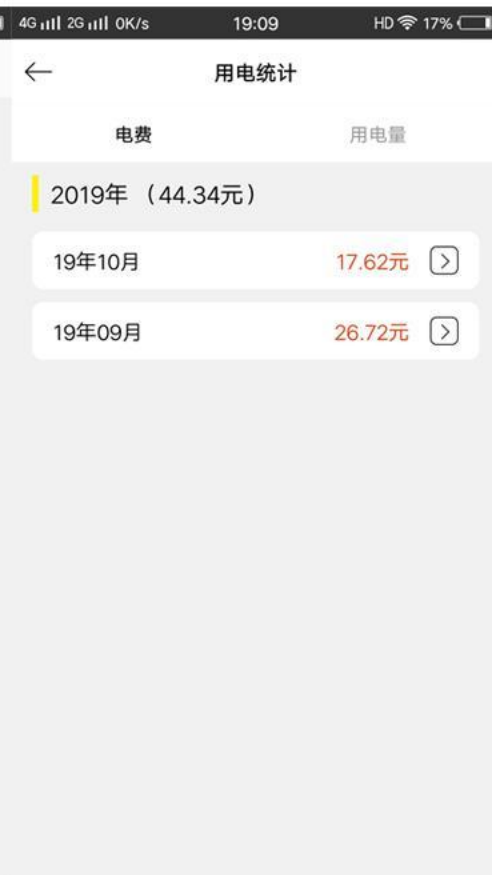 4G 2G 0K/s 19:09 HD 17%
用电统计
电费 用电量
2019年 （44.34元）
19年10月 17.62元
19年09月 26.72元